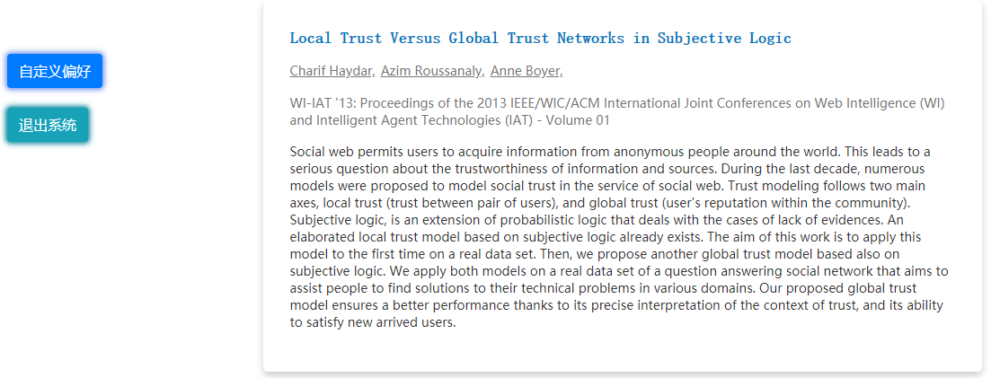 自定义偏好
退出系统
Local Trust Versus Global Trust Networks in Subjective Logic
Charif Haydar, Azim Roussanaly, Anne Boyer,
WI-IAT '13: Proceedings of the 2013 IEEE/WIC/ACM International Joint Conferences on Web Intelligence (WI)
and Intelligent Agent Technologies (IAT) - Volume 01
Social web permits users to acquire information from anonymous people around the world. This leads to a
serious question about the trustworthiness of information and sources. During the last decade, numerous
models were proposed to model social trust in the service of social web. Trust modeling follows two main
axes, local trust (trust between pair of users), and global trust (user's reputation within the community).
Subjective logic, is an extension of probabilistic logic that deals with the cases of lack of evidences. An
elaborated local trust model based on subjective logic already exists. The aim of this work is to apply this
model to the first time on a real data set. Then, we propose another global trust model based also on
subjective logic. We apply both models on a real data set of a question answering social network that aims to
assist people to find solutions to their technical problems in various domains. Our proposed global trust
model ensures a better performance thanks to its precise interpretation of the context of trust, and its ability
to satisfy new arrived users.